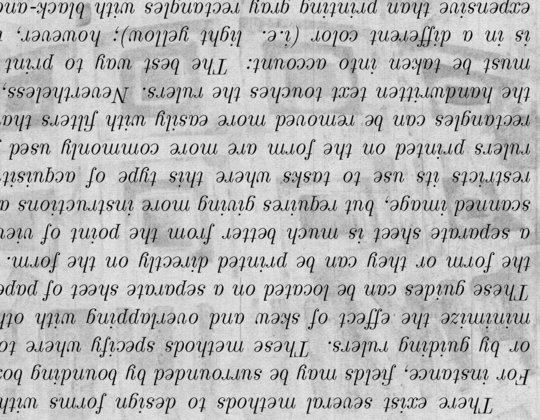 There exist several methods to design forms with
For instance, fields may be surrounded by bounding
or by guiding rulers. These methods specify where to
minimize the effect of skew and overlapping with oth
These guides can be located on a separate sheet of pape
the form or they can be printed directly on the form.
a separate sheet is much better from the point of view
scanned image, but requires giving more instructions a
restricts its use to tasks where this type of acquisiti
rulers printed on the form are more commonly used
rectangles can be removed more easily with filters tha
the handwritten text touches the rulers. Nevertheless,
must be taken into account: The best way to print
is in a different color (i.e. light yellow); however,
expensive than printing gray rectangles with black-and